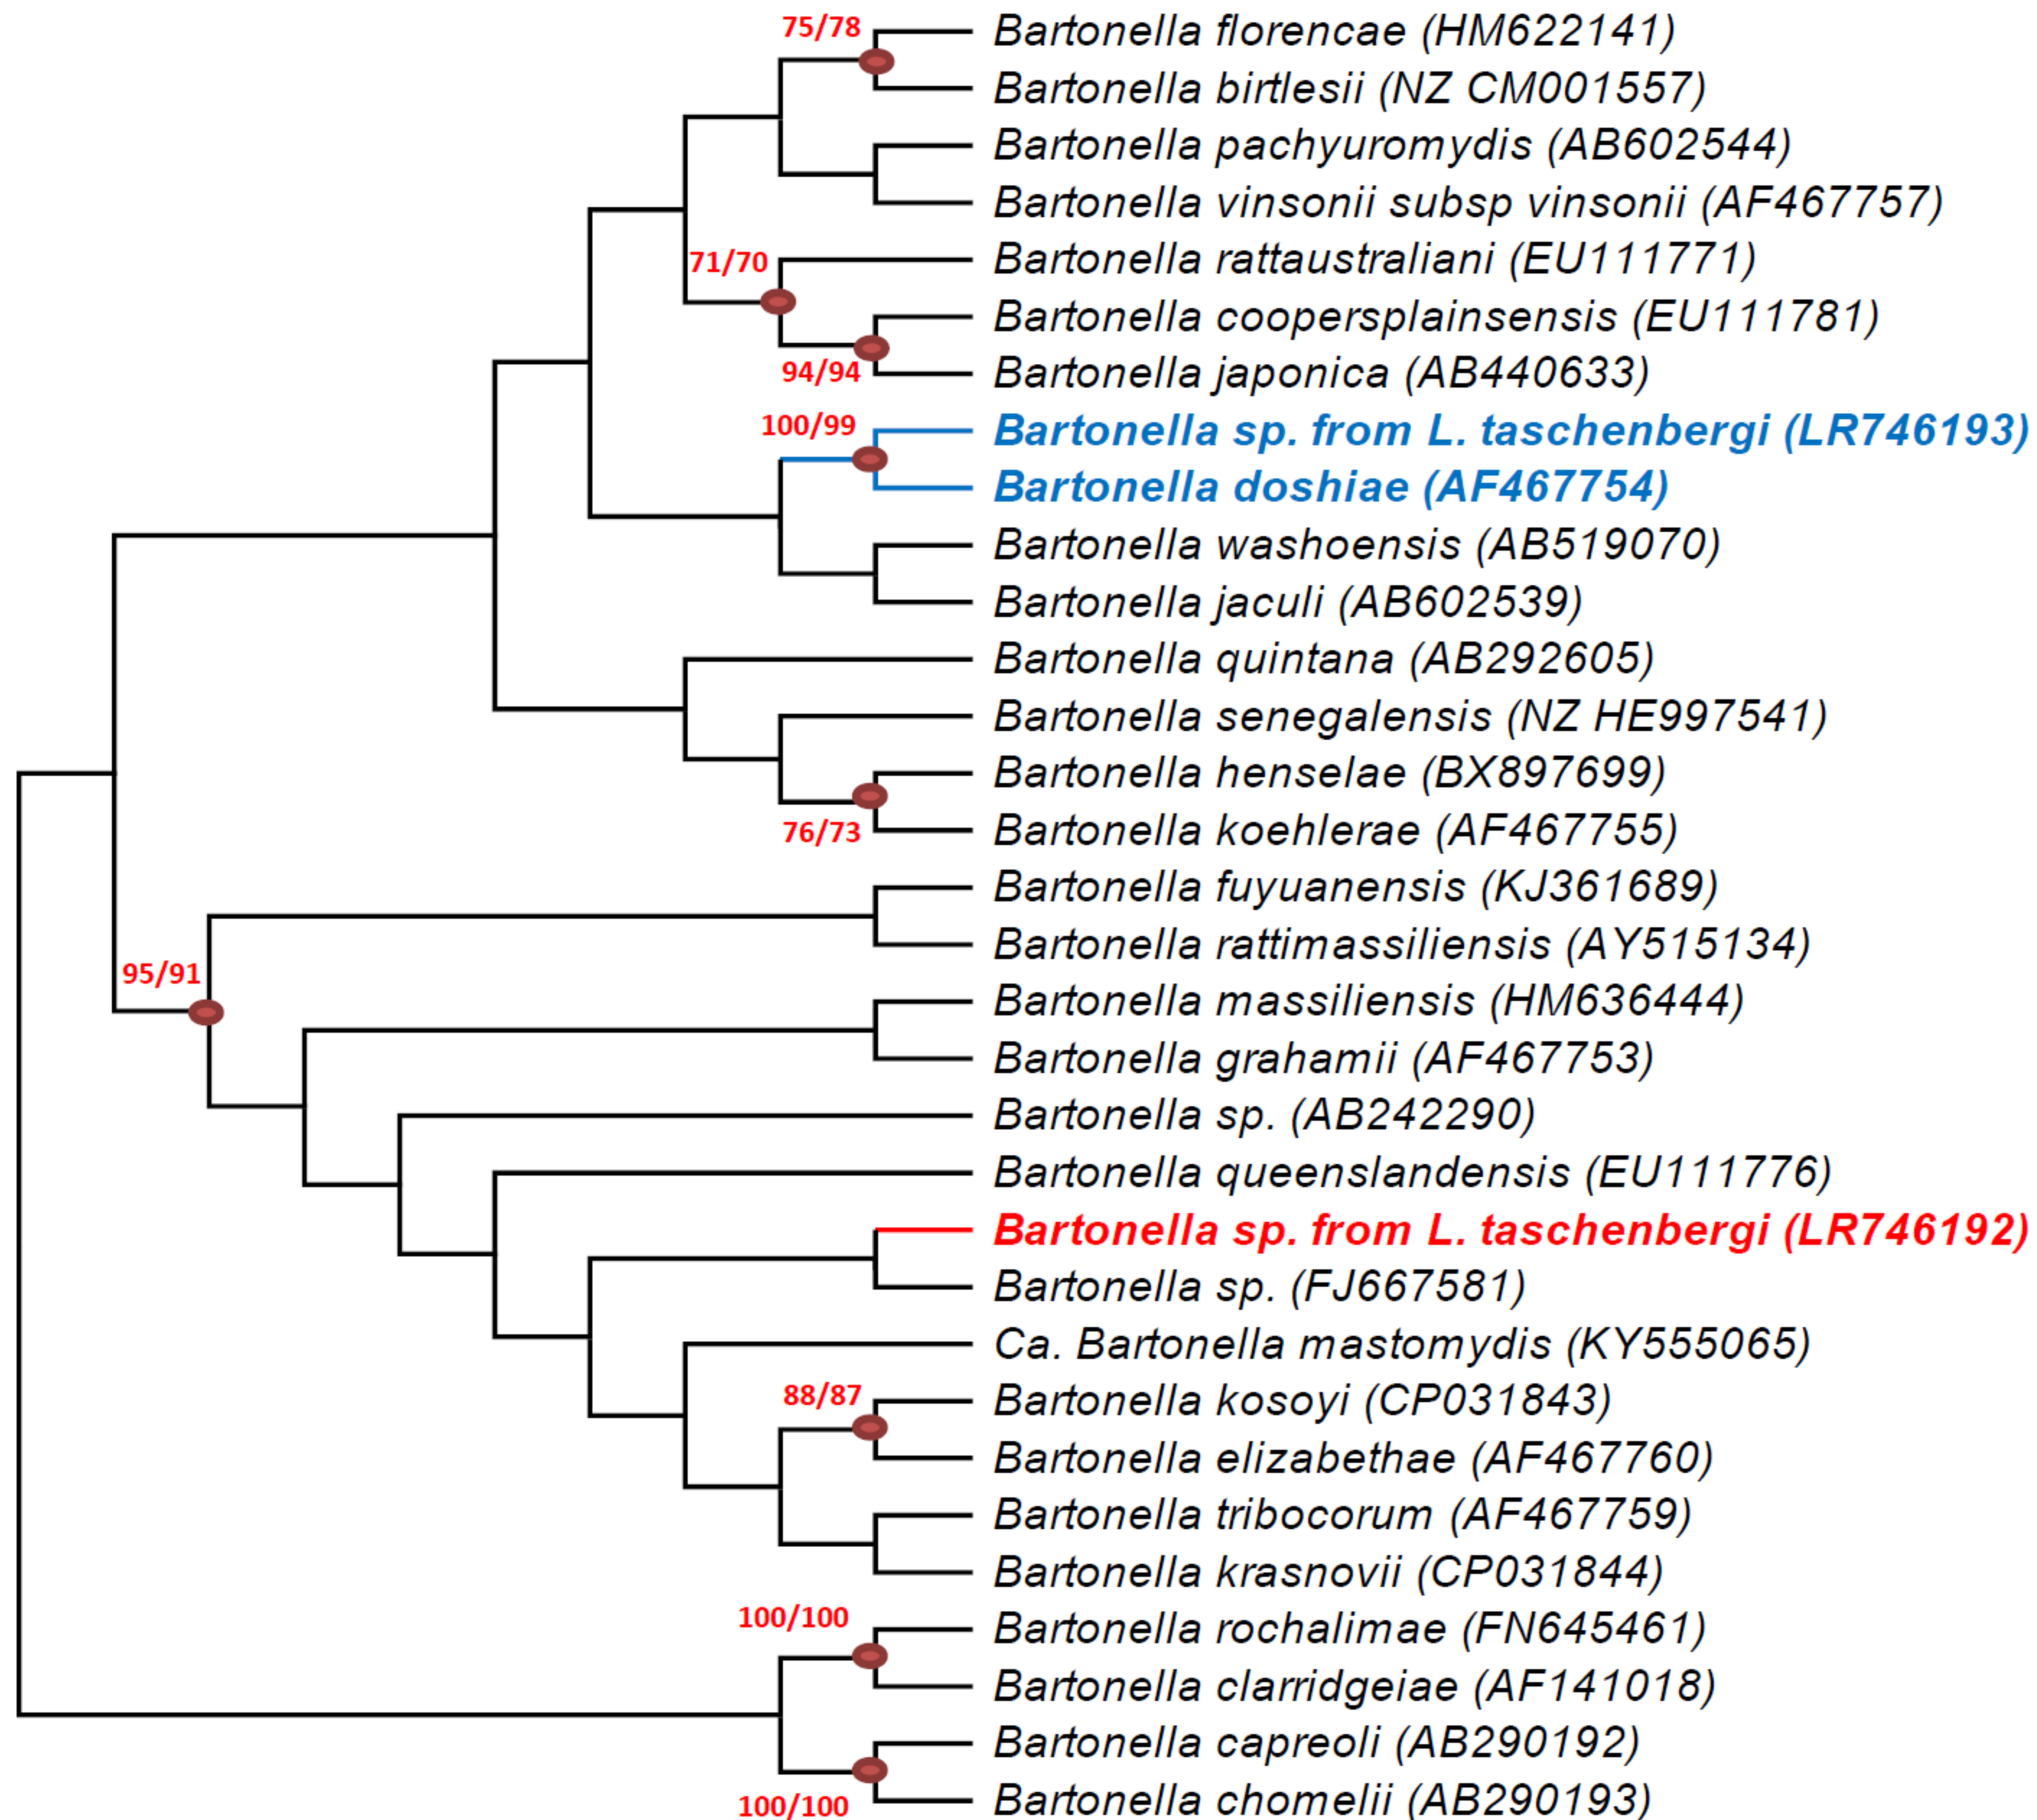 75/78
Bartonella florencae (HM622141)
Bartonella birtlesii (NZ CM001557)
Bartonella pachyuromydis (AB602544)
Bartonella vinsonii subsp vinsonii (AF467757)
71/70
Bartonella rattaustraliani (EU111771)
Bartonella coopersplainsensis (EU111781)
94/94
Bartonella japonica (AB440633)
100/99
Bartonella sp. from L. taschenbergi (LR746193)
Bartonella doshiae (AF467754)
Bartonella washoensis (AB519070)
Bartonella jaculi (AB602539)
Bartonella quintana (AB292605)
Bartonella senegalensis (NZ HE997541)
Bartonella henselae (BX897699)
76/73
Bartonella koehlerae (AF467755)
Bartonella fuyuanensis (KJ361689)
Bartonella rattimassiliensis (AY515134)
95/91
Bartonella massiliensis (HM636444)
Bartonella grahamii (AF467753)
Bartonella sp. (AB242290)
Bartonella queenslandensis (EU111776)
Bartonella sp. from L. taschenbergi (LR746192)
Bartonella sp. (FJ667581)
Ca. Bartonella mastomydis (KY555065)
88/87
Bartonella kosoyi (CP031843)
Bartonella elizabethae (AF467760)
Bartonella tribocorum (AF467759)
Bartonella krasnovii (CP031844)
100/100
Bartonella rochalimae (FN645461)
Bartonella clarridgeiae (AF141018)
Bartonella capreoli (AB290192)
100/100
Bartonella chomelii (AB290193)